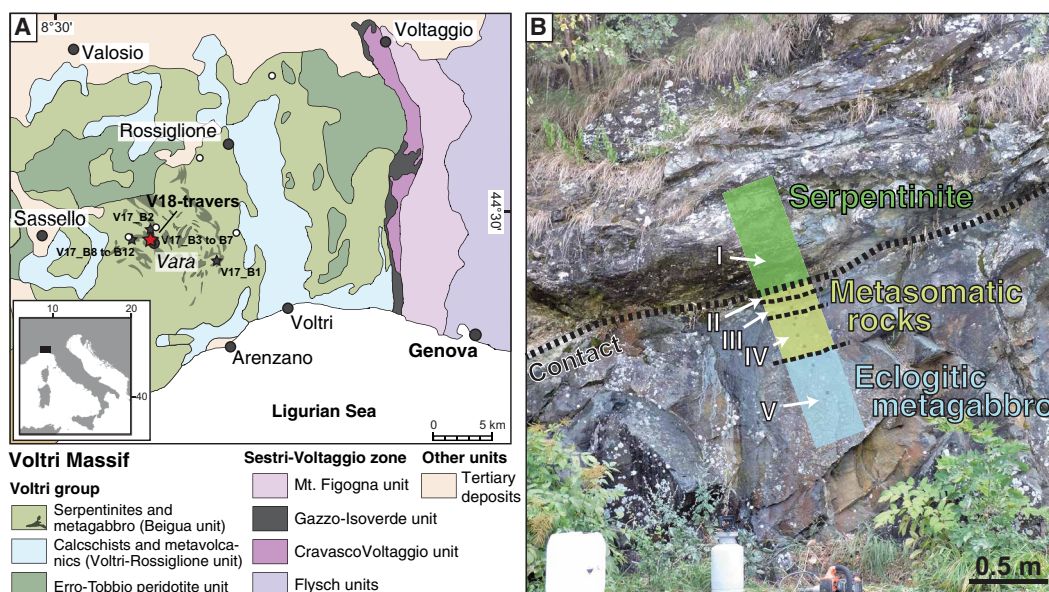 A
8°30'
Valosio
Voltaggio
Rossiglione
V18-travers
V17_B2
Sassello
V17_B3 to B7
V17_B8 to B12
Vara
V17_B1
44°30'
10
20
40
Voltri
Arenzano
Genova
Ligurian Sea
0
5 km
Voltri Massif
Voltri group
Serpentinites and
metagabbro (Beigua unit)
Calcschists and metavolca-
nics (Voltri-Rossiglione unit)
Erro-Tobbio peridotite unit
Sestri-Voltaggio zone
Mt. Figogna unit
Gazzo-Isoverde unit
CravascoVoltaggio unit
Flysch units
Other units
Tertiary
deposits
B
Serpentinite
I
Metasomatic
rocks
II
III
IV
Contact
Eclogitic
metagabbro
V
0.5 m